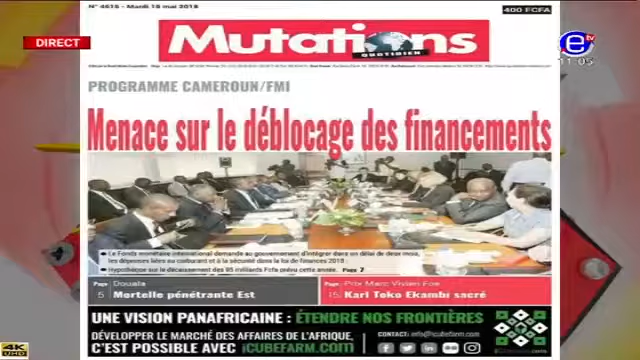 N° 4615 - Mardi 15 mai 2018
400 FCFA
DIRECT
Mutations
QUOTIDIEN
e tv
11:05
PROGRAMME CAMEROUN/FMI
Menace sur le déblocage des financements
● Le Fonds monétaire international demande au gouvernement d'intégrer dans un délai de deux mois,
les dépenses liées au carburant et à la sécurité dans la loi de finances 2018 ;
● Hypothèque sur le décaissement des 85 milliards Fcfa prévu cette année. Page 7
Page 5 Douala
Mortelle pénétrante Est
Page 15 Prix Marc Vivien Foe
Karl Toko Ekambi sacré
UNE VISION PANAFRICAINE : ÉTENDRE NOS FRONTIÈRES
DÉVELOPPER LE MARCHÉ DES AFFAIRES DE L'AFRIQUE,
C'EST POSSIBLE AVEC iCUBEFARM.COM
CONTACT: info@icubefarm.com
4K
UHD